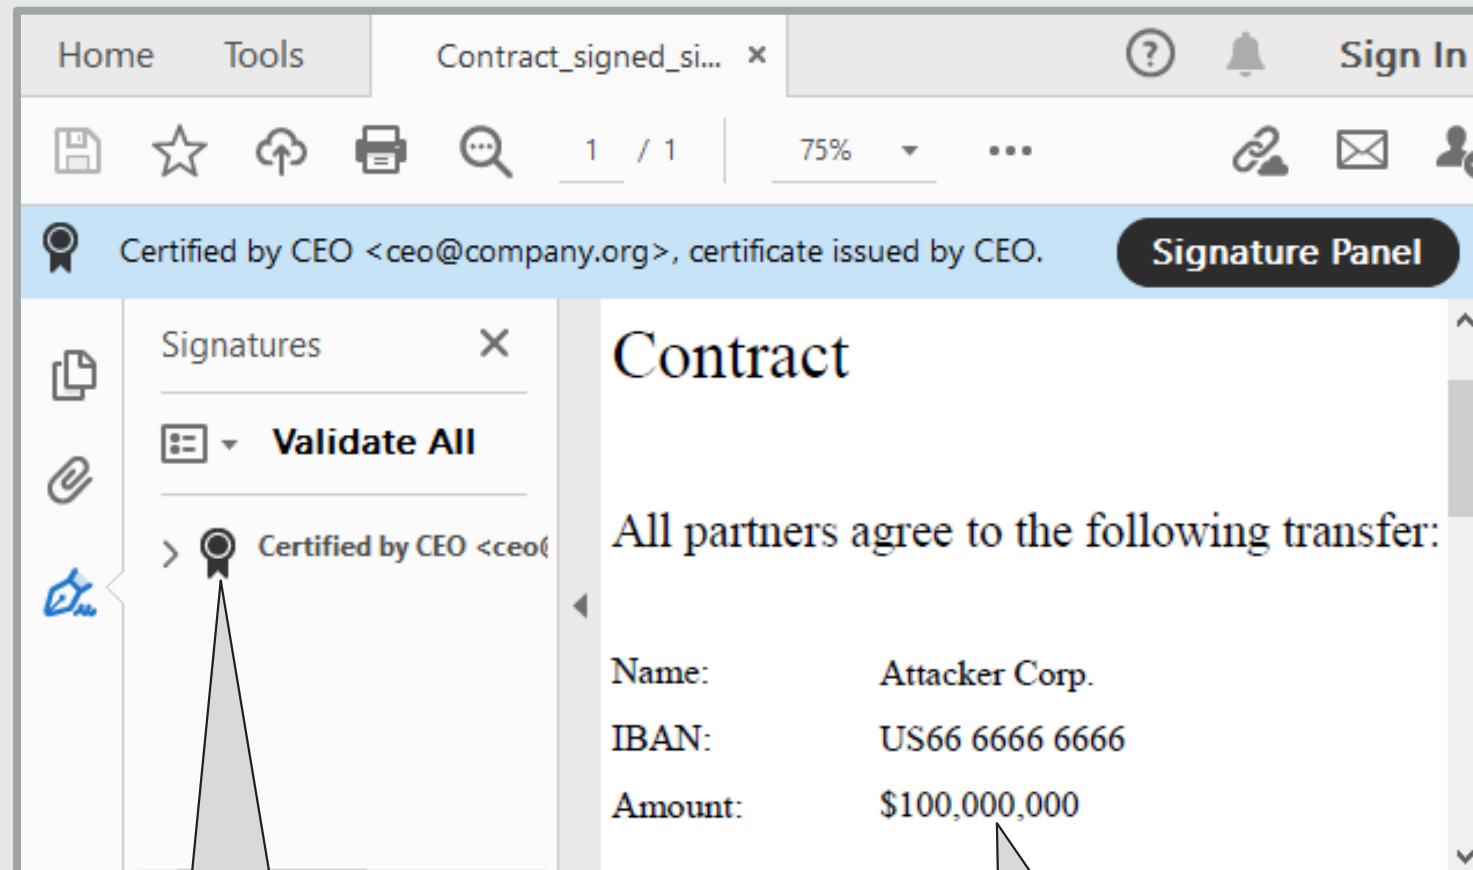 Home Tools Contract_signed_si... ×
? Sign In
1 / 1 75%
Certified by CEO <ceo@company.org>, certificate issued by CEO. Signature Panel
Signatures
Validate All
Certified by CEO <ceo@
Contract
All partners agree to the following transfer:
Name: Attacker Corp.
IBAN: US66 6666 6666
Amount: $100,000,000